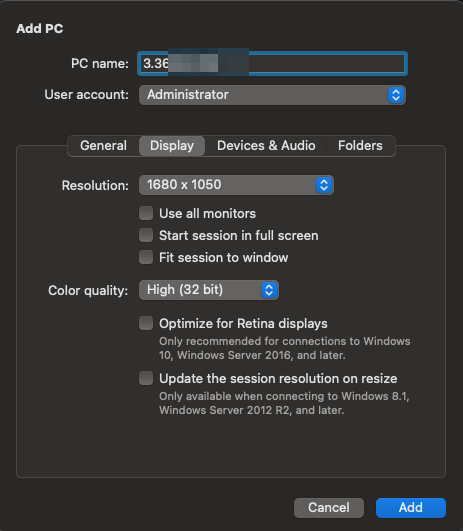 Add PC
PC name: 3.36
User account: Administrator
General Display Devices & Audio Folders
Resolution: 1680 x 1050
Use all monitors
Start session in full screen
Fit session to window
Color quality: High (32 bit)
Optimize for Retina displays
Only recommended for connections to Windows
10, Windows Server 2016, and later.
Update the session resolution on resize
Only available when connecting to Windows 8.1,
Windows Server 2012 R2, and later.
Cancel Add